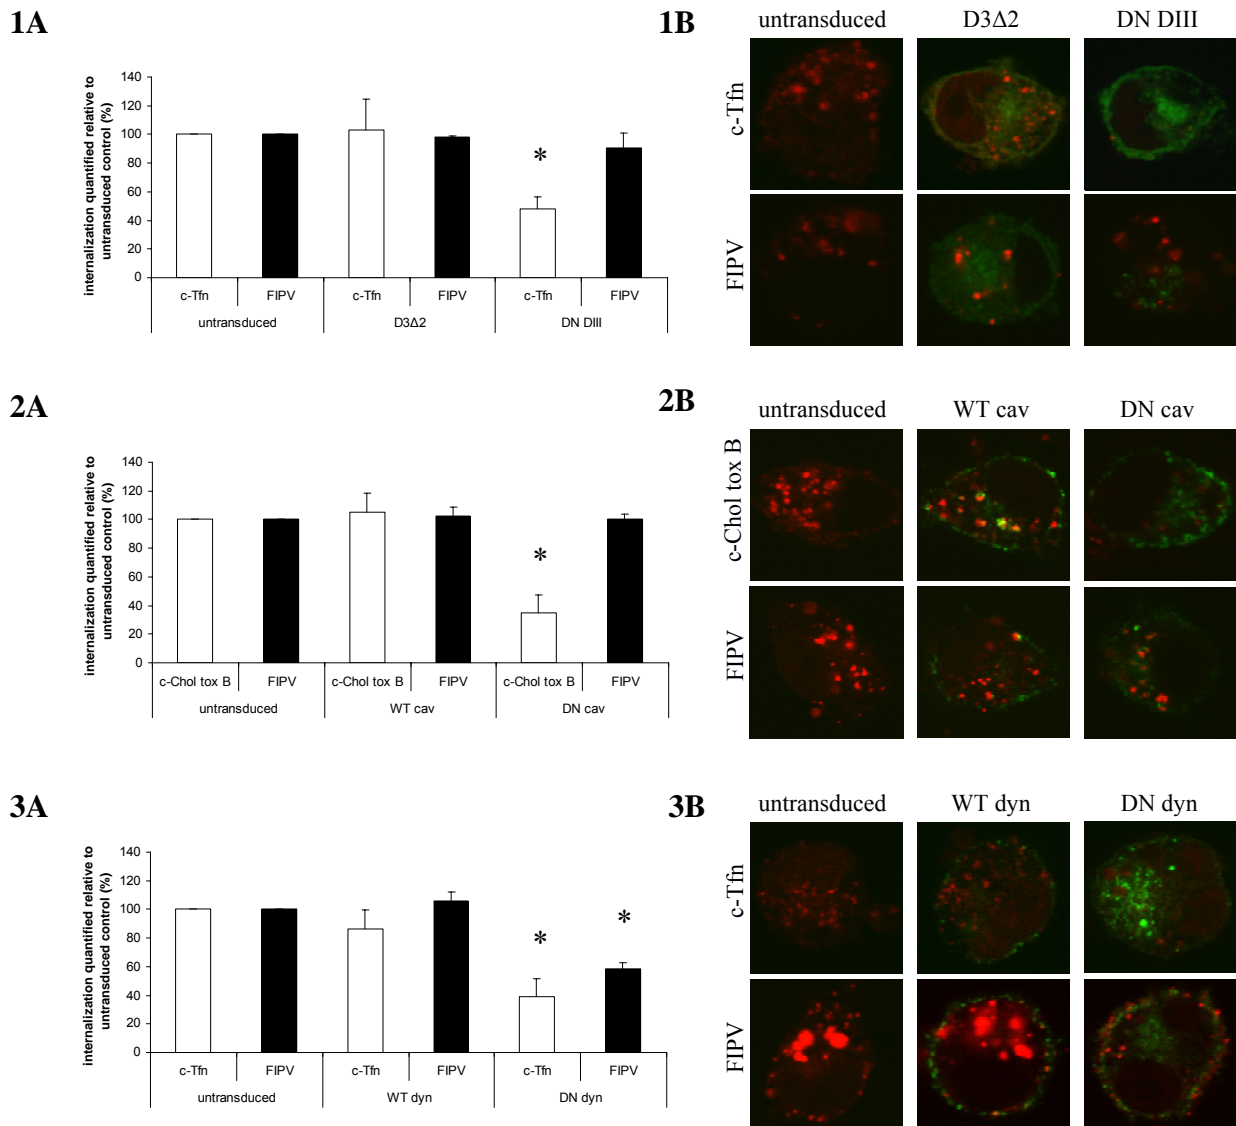 1A
internalization quantified relative to
untransduced control (%)
140
120
100
80
60
40
20
0
*
c-Tfn FIPV c-Tfn FIPV c-Tfn FIPV
untransduced D3Δ2 DN DIII
1B
untransduced D3Δ2 DN DIII
c-Tfn
FIPV
2A
internalization quantified relative to
untransduced control (%)
140
120
100
80
60
40
20
0
*
c-Chol tox B FIPV c-Chol tox B FIPV c-Chol tox B FIPV
untransduced WT cav DN cav
2B
untransduced WT cav DN cav
c-Chol tox B
FIPV
3A
internalization quantified relative to
untransduced control (%)
140
120
100
80
60
40
20
0
* *
c-Tfn FIPV c-Tfn FIPV c-Tfn FIPV
untransduced WT dyn DN dyn
3B
untransduced WT dyn DN dyn
c-Tfn
FIPV